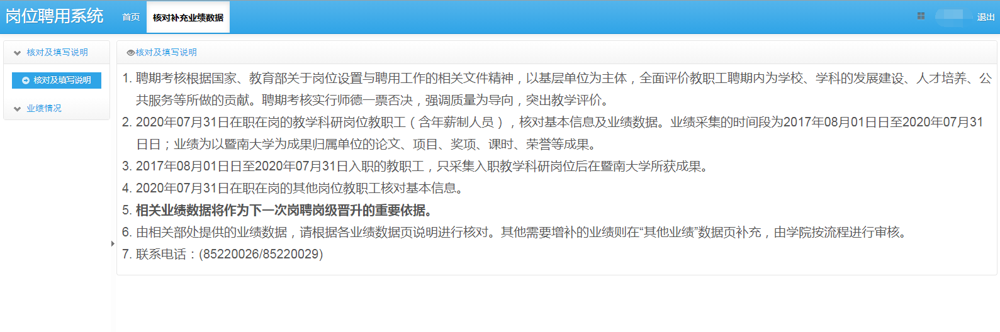 岗位聘用系统 首页 核对补充业绩数据 退出
核对及填写说明
核对及填写说明
业绩情况
核对及填写说明
1. 聘期考核根据国家、教育部关于岗位设置与聘用工作的相关文件精神，以基层单位为主体，全面评价教职工聘期内为学校、学科的发展建设、人才培养、公
共服务等所做的贡献。聘期考核实行师德一票否决，强调质量为导向，突出教学评价。
2. 2020年07月31日在职在岗的教学科研岗位教职工（含年薪制人员），核对基本信息及业绩数据。业绩采集的时间段为2017年08月01日日至2020年07月31
日日；业绩为以暨南大学为成果归属单位的论文、项目、奖项、课时、荣誉等成果。
3. 2017年08月01日日至2020年07月31日入职的教职工，只采集入职教学科研岗位后在暨南大学所获成果。
4. 2020年07月31日在职在岗的其他岗位教职工核对基本信息。
5. 相关业绩数据将作为下一次岗聘岗级晋升的重要依据。
6. 由相关部处提供的业绩数据，请根据各业绩数据页说明进行核对。其他需要增补的业绩则在“其他业绩”数据页补充，由学院按流程进行审核。
7. 联系电话：(85220026/85220029)